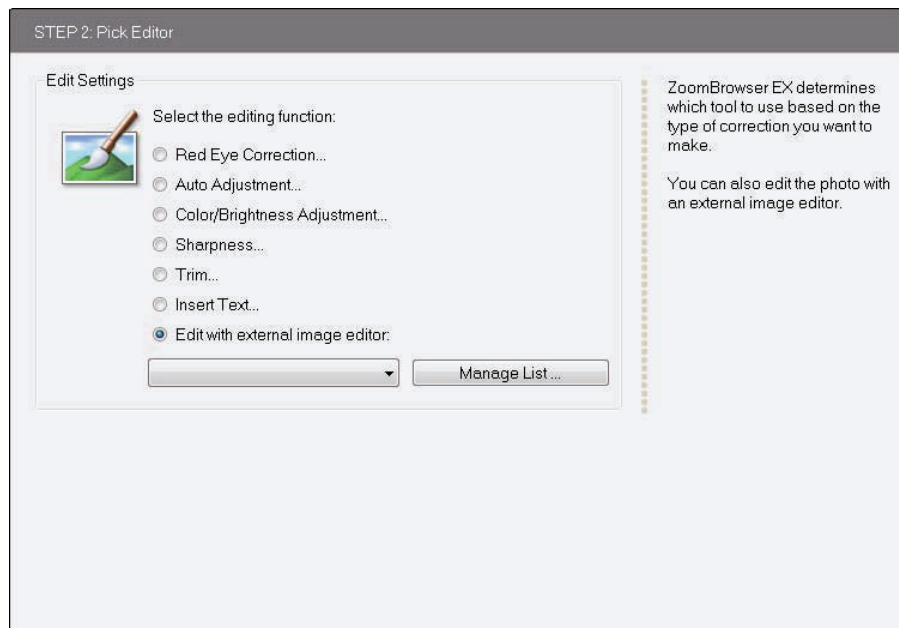 STEP 2: Pick Editor
Edit Settings
Select the editing function:
Red Eye Correction...
Auto Adjustment...
Color/Brightness Adjustment...
Sharpness...
Trim...
Insert Text...
Edit with external image editor:
Manage List ...
ZoomBrowser EX determines
which tool to use based on the
type of correction you want to
make.
You can also edit the photo with
an external image editor.